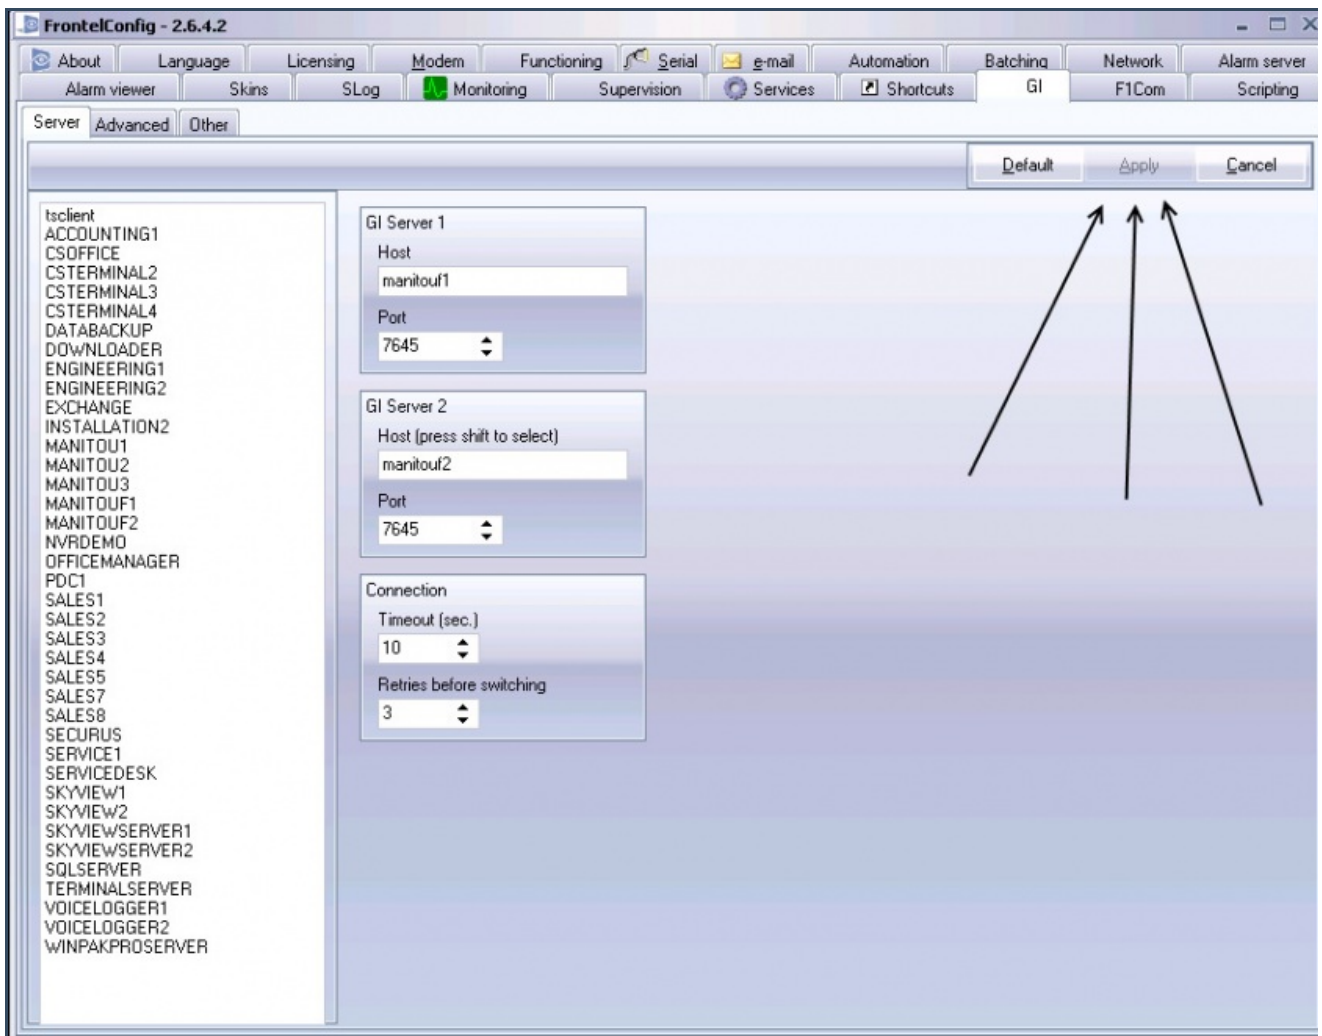 FrontelConfig - 2.6.4.2
About Language Licensing Modem Functioning Serial e-mail Automation Batching Network Alarm server
Alarm viewer Skins SLog Monitoring Supervision Services Shortcuts GI F1Com Scripting
Server Advanced Other
Default Apply Cancel
tsclient
ACCOUNTING1
CSOFFICE
CSTERMINAL2
CSTERMINAL3
CSTERMINAL4
DATABACKUP
DOWNLOADER
ENGINEERING1
ENGINEERING2
EXCHANGE
INSTALLATION2
MANITOU1
MANITOU2
MANITOU3
MANITOUF1
MANITOUF2
NVRDEMO
OFFICEMANAGER
PDC1
SALES1
SALES2
SALES3
SALES4
SALES5
SALES7
SALES8
SECURUS
SERVICE1
SERVICEDESK
SKYVIEW1
SKYVIEW2
SKYVIEWSERVER1
SKYVIEWSERVER2
SQLSERVER
TERMINALSERVER
VOICELOGGER1
VOICELOGGER2
WINPAKPROSERVER
GI Server 1
Host
manitouf1
Port
7645
GI Server 2
Host (press shift to select)
manitouf2
Port
7645
Connection
Timeout (sec.)
10
Retries before switching
3